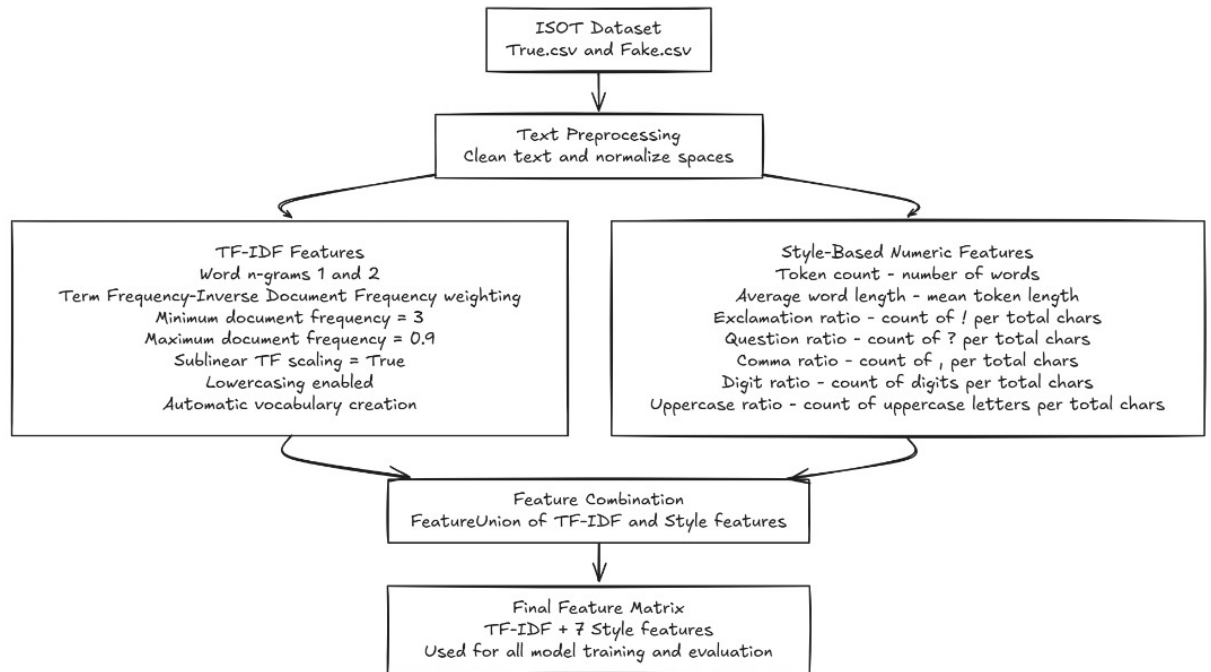 ISOT Dataset
True.csv and Fake.csv
Text Preprocessing
Clean text and normalize spaces
TF-IDF Features
Word n-grams 1 and 2
Term Frequency-Inverse Document Frequency weighting
Minimum document frequency = 3
Maximum document frequency = 0.9
Sublinear TF scaling = True
Lowercasing enabled
Automatic vocabulary creation
Style-Based Numeric Features
Token count - number of words
Average word length - mean token length
Exclamation ratio - count of ! per total chars
Question ratio - count of ? per total chars
Comma ratio - count of , per total chars
Digit ratio - count of digits per total chars
Uppercase ratio - count of uppercase letters per total chars
Feature Combination
FeatureUnion of TF-IDF and Style features
Final Feature Matrix
TF-IDF + 7 Style features
Used for all model training and evaluation